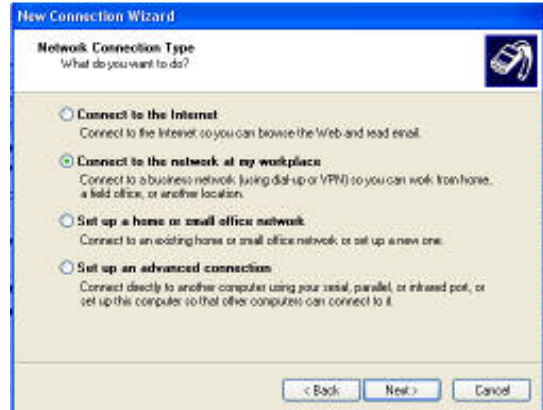 New Connection Wizard
Network Connection Type
What do you want to do?
Connect to the Internet
Connect to the Internet so you can browse the Web and read email.
Connect to the network at my workplace
Connect to a business network (using dial-up or VPN) so you can work from home,
a field office, or another location.
Set up a home or small office network
Connect to an existing home or small office network or set up a new one.
Set up an advanced connection
Connect directly to another computer using your serial, parallel, or infrared port, or
set up this computer so that other computers can connect to it.
< Back
Next >
Cancel